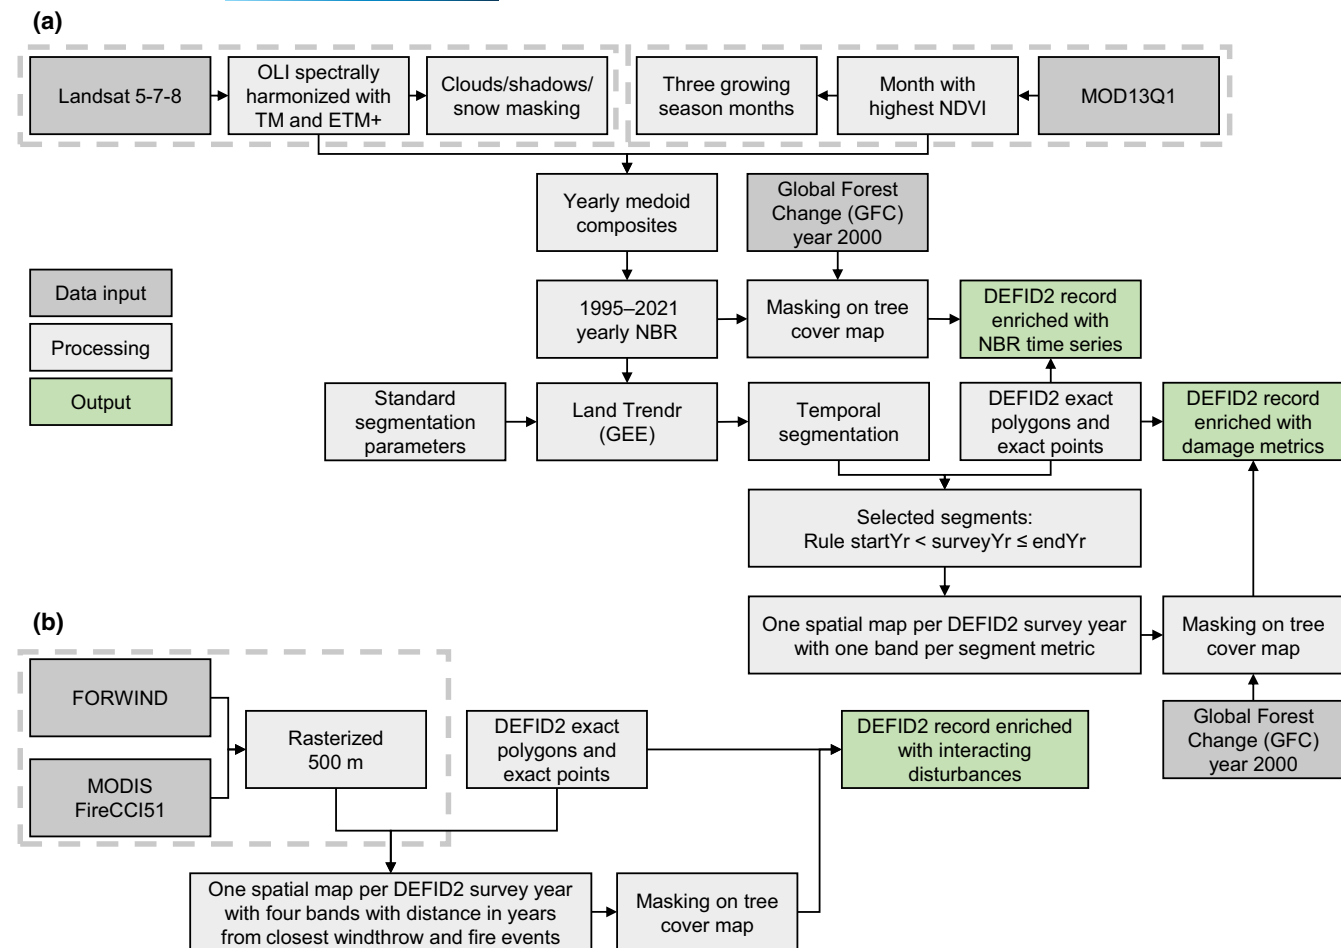 (a)
Landsat 5-7-8
OLI spectrally
harmonized with
TM and ETM+
Clouds/shadows/
snow masking
Three growing
season months
Month with
highest NDVI
MOD13Q1
Yearly medoid
composites
Global Forest
Change (GFC)
year 2000
Data input
Processing
Output
1995–2021
yearly NBR
Masking on tree
cover map
DEFID2 record
enriched with
NBR time series
Standard
segmentation
parameters
Land Trendr
(GEE)
Temporal
segmentation
DEFID2 exact
polygons and
exact points
DEFID2 record
enriched with
damage metrics
Selected segments:
Rule startYr < surveyYr ≤ endYr
One spatial map per DEFID2 survey year
with one band per segment metric
Masking on tree
cover map
Global Forest
Change (GFC)
year 2000
(b)
FORWIND
MODIS
FireCCI51
Rasterized
500 m
DEFID2 exact
polygons and
exact points
DEFID2 record enriched
with interacting
disturbances
One spatial map per DEFID2 survey year
with four bands with distance in years
from closest windthrow and fire events
Masking on tree
cover map